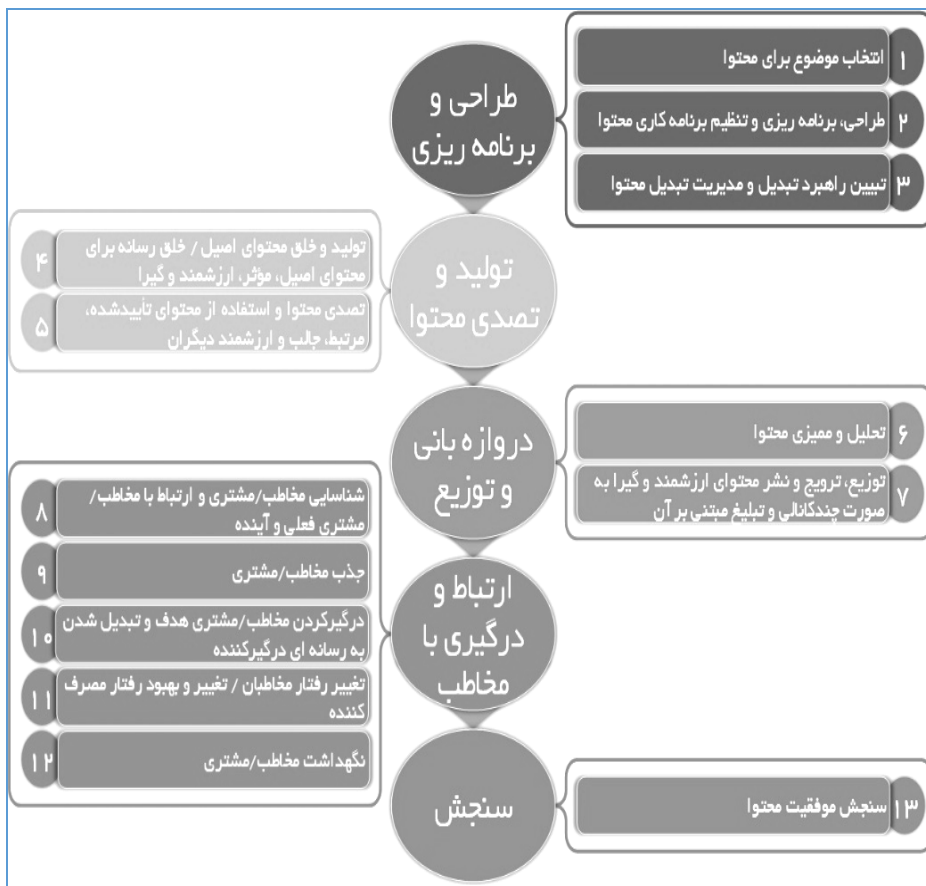 طراحی و
برنامه ریزی
۱ انتخاب موضوع برای محتوا
۲ طراحی، برنامه ریزی و تنظیم برنامه کاری محتوا
۳ تبیین راهبرد تبدیل و مدیریت تبدیل محتوا
تولید و
تصدی محتوا
۴ تولید و خلق محتوای اصیل / خلق رسانه برای
محتوای اصیل، مؤثر، ارزشمند و گیرا
۵ تصدی محتوا و استفاده از محتوای تأییدشده،
مرتبط، جالب و ارزشمند دیگران
دروازه بانی
و توزیع
۶ تحلیل و ممیزی محتوا
۷ توزیع، ترویج و نشر محتوای ارزشمند و گیرا به
صورت چندکانالی و تبلیغ مبتنی بر آن
ارتباط و
درگیری با
مخاطب
۸ شناسایی مخاطب/مشتری و ارتباط با مخاطب/
مشتری فعلی و آینده
۹ جذب مخاطب/مشتری
۱۰ درگیرکردن مخاطب/مشتری هدف و تبدیل شدن
به رسانه ای درگیرکننده
۱۱ تغییر رفتار مخاطبان / تغییر و بهبود رفتار مصرف
کننده
۱۲ نگهداشت مخاطب/مشتری
سنجش
۱۳ سنجش موفقیت محتوا